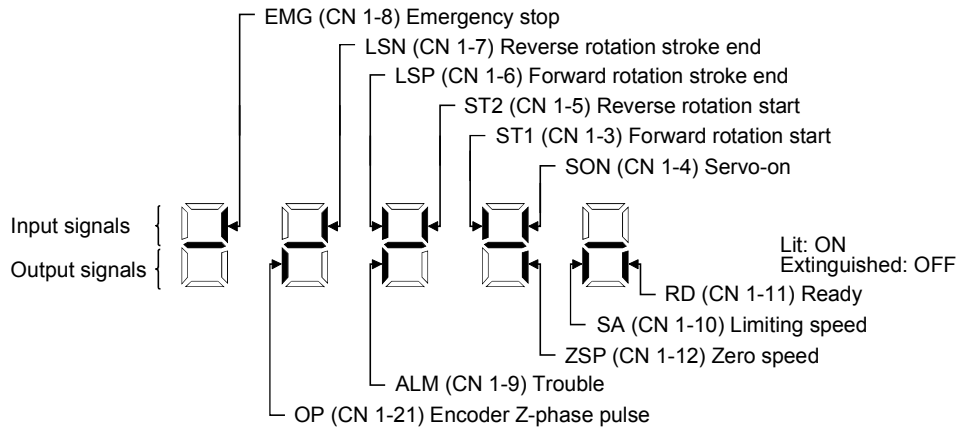 EMG (CN 1-8) Emergency stop
LSN (CN 1-7) Reverse rotation stroke end
LSP (CN 1-6) Forward rotation stroke end
ST2 (CN 1-5) Reverse rotation start
ST1 (CN 1-3) Forward rotation start
SON (CN 1-4) Servo-on
Input signals
Output signals
Lit: ON
Extinguished: OFF
RD (CN 1-11) Ready
SA (CN 1-10) Limiting speed
ZSP (CN 1-12) Zero speed
ALM (CN 1-9) Trouble
OP (CN 1-21) Encoder Z-phase pulse